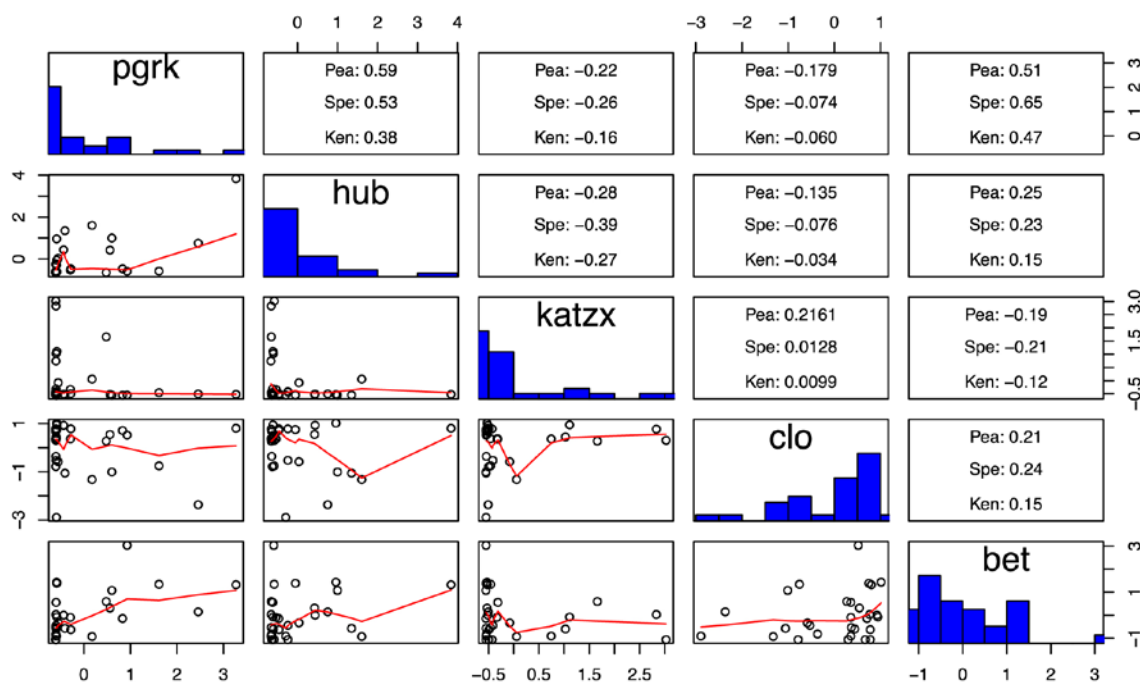 0 1 2 3 4
−3 −2 −1 0 1
pgrk
Pea: 0.59
Spe: 0.53
Ken: 0.38
Pea: −0.22
Spe: −0.26
Ken: −0.16
Pea: −0.179
Spe: −0.074
Ken: −0.060
Pea: 0.51
Spe: 0.65
Ken: 0.47
0 1 2 3
0 2 4
hub
Pea: −0.28
Spe: −0.39
Ken: −0.27
Pea: −0.135
Spe: −0.076
Ken: −0.034
Pea: 0.25
Spe: 0.23
Ken: 0.15
katzx
Pea: 0.2161
Spe: 0.0128
Ken: 0.0099
Pea: −0.19
Spe: −0.21
Ken: −0.12
−0.5 1.5 3.0
−3 −1 1
clo
Pea: 0.21
Spe: 0.24
Ken: 0.15
bet
−1 1 3
0 1 2 3
−0.5 0.5 1.5 3.0
−1 0 1 2 3